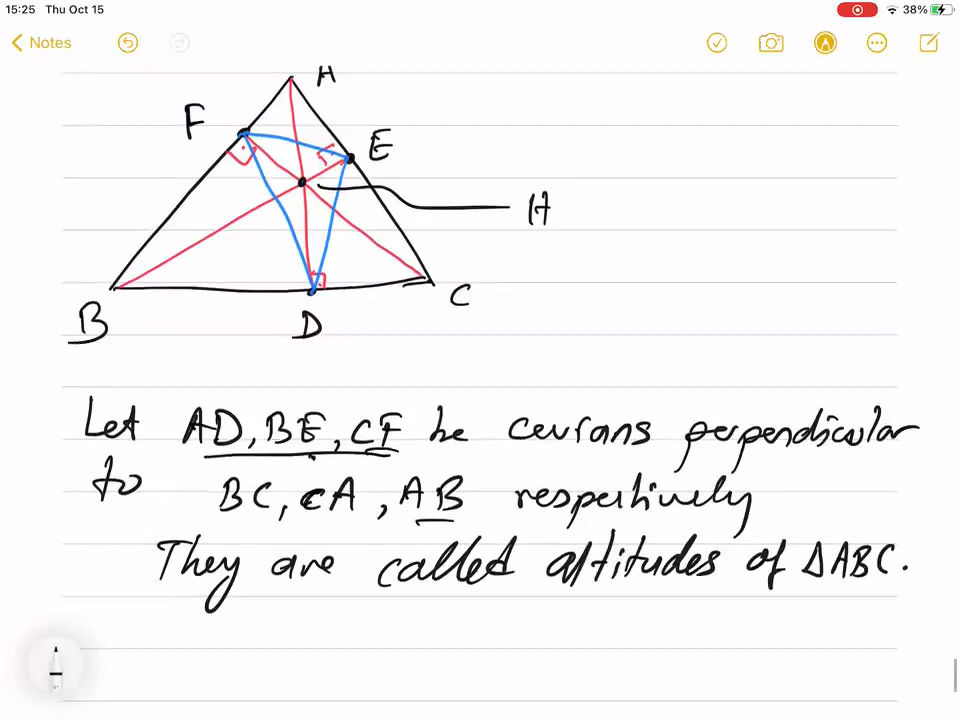 15:25 Thu Oct 15
38%
Notes
A
F
E
H
B
D
C
Let AD, BE, CF be cevians perpendicular
to BC, CA, AB respectively
They are called altitudes of ΔABC.